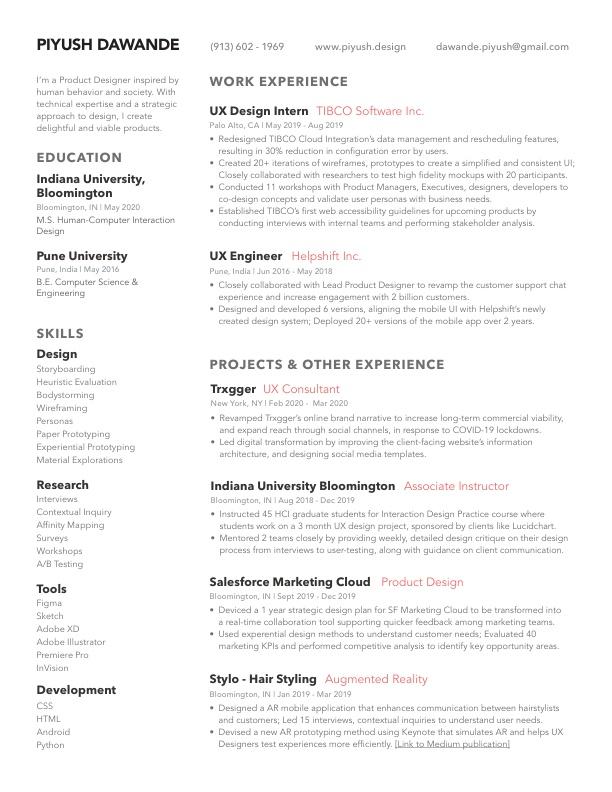 PIYUSH DAWANDE
(913) 602 - 1969 www.piyush.design dawande.piyush@gmail.com
I'm a Product Designer inspired by
human behavior and society. With
technical expertise and a strategic
approach to design, I create
delightful and viable products.
EDUCATION
Indiana University,
Bloomington
Bloomington, IN | May 2020
M.S. Human-Computer Interaction
Design
Pune University
Pune, India | May 2016
B.E. Computer Science &
Engineering
SKILLS
Design
Storyboarding
Heuristic Evaluation
Bodystorming
Wireframing
Personas
Paper Prototyping
Experiential Prototyping
Material Explorations
Research
Interviews
Contextual Inquiry
Affinity Mapping
Surveys
Workshops
A/B Testing
Tools
Figma
Sketch
Adobe XD
Adobe Illustrator
Premiere Pro
InVision
Development
CSS
HTML
Android
Python
WORK EXPERIENCE
UX Design Intern TIBCO Software Inc.
Palo Alto, CA | May 2019 - Aug 2019
• Redesigned TIBCO Cloud Integration's data management and rescheduling features,
resulting in 30% reduction in configuration error by users.
• Created 20+ iterations of wireframes, prototypes to create a simplified and consistent UI;
Closely collaborated with researchers to test high fidelity mockups with 20 participants.
• Conducted 11 workshops with Product Managers, Executives, designers, developers to
co-design concepts and validate user personas with business needs.
• Established TIBCO's first web accessibility guidelines for upcoming products by
conducting interviews with internal teams and performing stakeholder analysis.
UX Engineer Helpshift Inc.
Pune, India | Jun 2016 - May 2018
• Closely collaborated with Lead Product Designer to revamp the customer support chat
experience and increase engagement with 2 billion customers.
• Designed and developed 6 versions, aligning the mobile UI with Helpshift's newly
created design system; Deployed 20+ versions of the mobile app over 2 years.
PROJECTS & OTHER EXPERIENCE
Trxgger UX Consultant
New York, NY | Feb 2020 - Mar 2020
• Revamped Trxgger's online brand narrative to increase long-term commercial viability,
and expand reach through social channels, in response to COVID-19 lockdowns.
• Led digital transformation by improving the client-facing website's information
architecture, and designing social media templates.
Indiana University Bloomington Associate Instructor
Bloomington, IN | Aug 2018 - Dec 2019
• Instructed 45 HCI graduate students for Interaction Design Practice course where
students work on a 3 month UX design project, sponsored by clients like Lucidchart.
• Mentored 2 teams closely by providing weekly, detailed design critique on their design
process from interviews to user-testing, along with guidance on client communication.
Salesforce Marketing Cloud Product Design
Bloomington, IN | Sept 2019 - Dec 2019
• Deviced a 1 year strategic design plan for SF Marketing Cloud to be transformed into
a real-time collaboration tool supporting quicker feedback among marketing teams.
• Used experential design methods to understand customer needs; Evaluated 40
marketing KPIs and performed competitive analysis to identify key opportunity areas.
Stylo - Hair Styling Augmented Reality
Bloomington, IN | Jan 2019 - Mar 2019
• Designed a AR mobile application that enhances communication between hairstylists
and customers; Led 15 interviews, contextual inquiries to understand user needs.
• Devised a new AR prototyping method using Keynote that simulates AR and helps UX
Designers test experiences more efficiently. [Link to Medium publication]